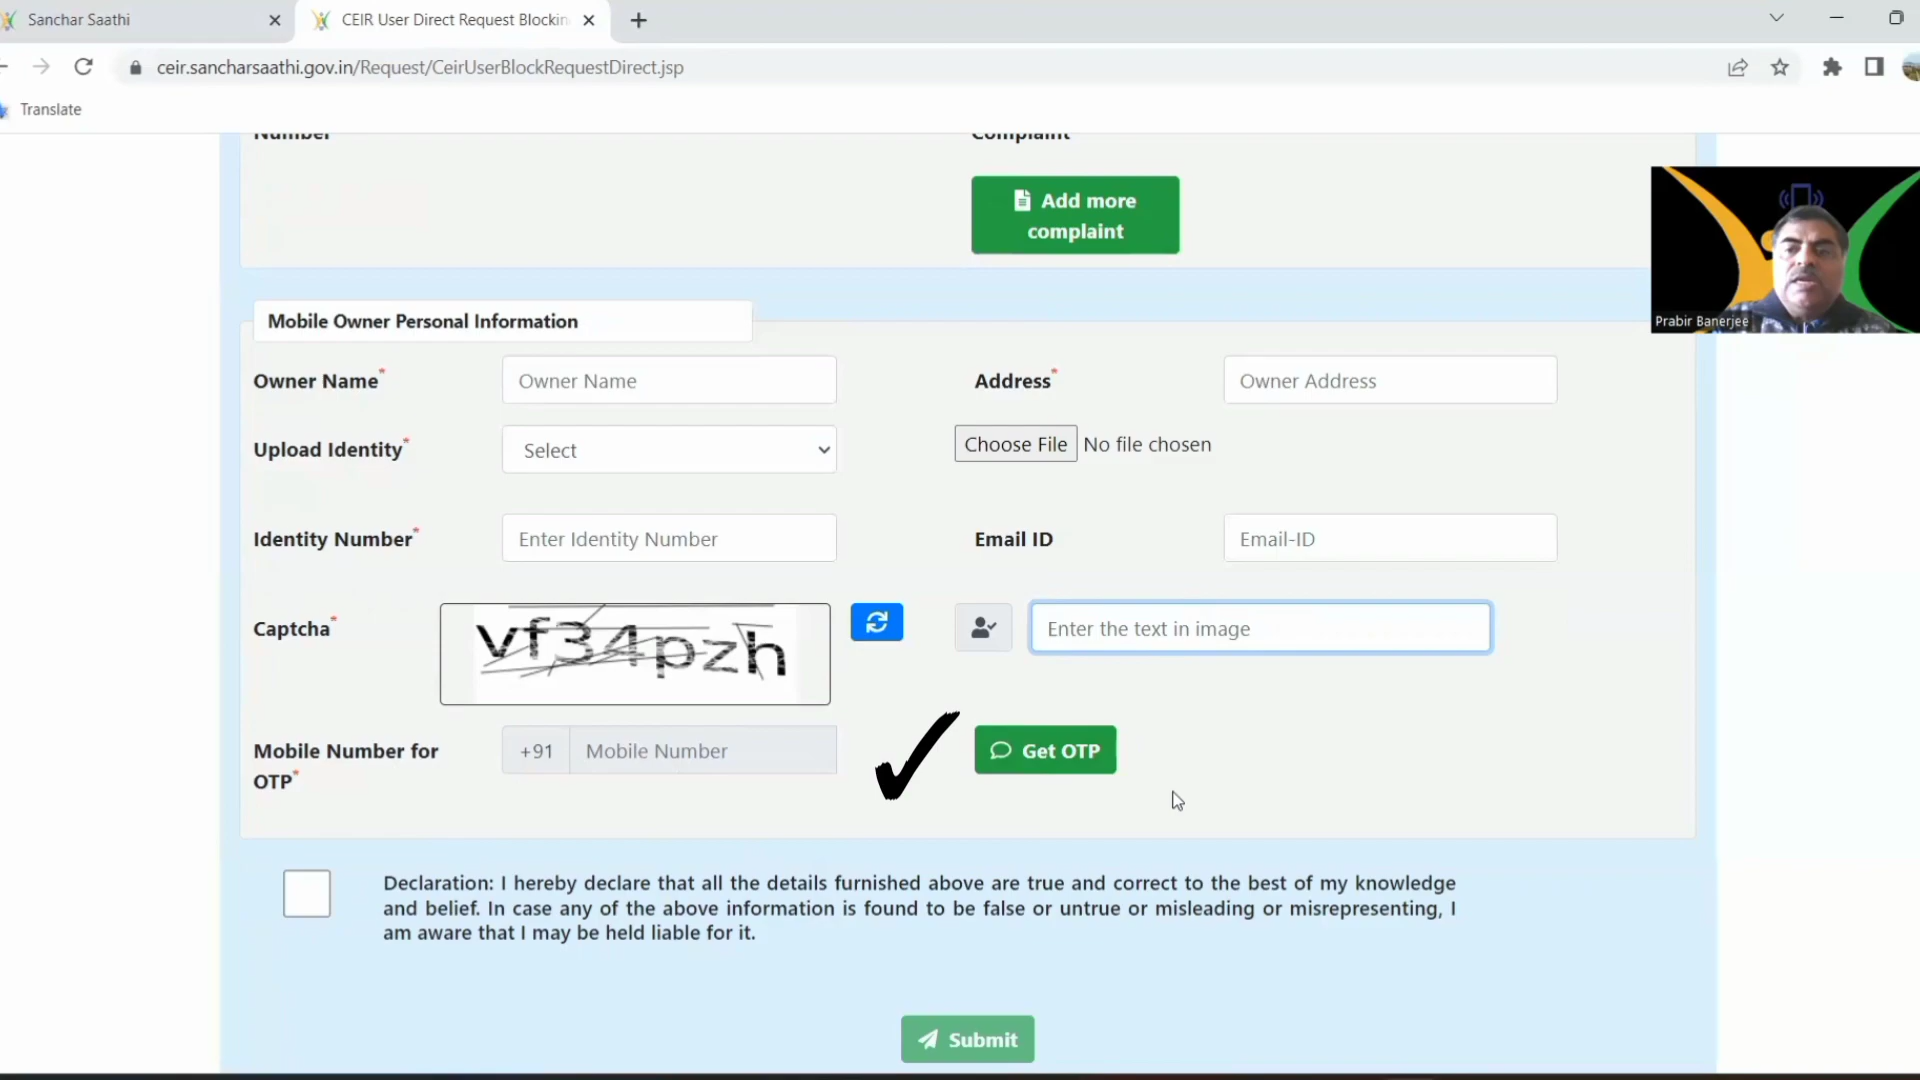 Sanchar Saathi
CEIR User Direct Request Blockin
ceir.sancharsaathi.gov.in/Request/CeirUserBlockRequestDirect.jsp
Translate
Number
Complaint
Add more
complaint
Prabir Banerjee
Mobile Owner Personal Information
Owner Name* Owner Name Address* Owner Address
Upload Identity* Select Choose File No file chosen
Identity Number* Enter Identity Number Email ID Email-ID
Captcha* vf34pzh Enter the text in image
Mobile Number for +91 Mobile Number Get OTP
OTP*
Declaration: I hereby declare that all the details furnished above are true and correct to the best of my knowledge
and belief. In case any of the above information is found to be false or untrue or misleading or misrepresenting, I
am aware that I may be held liable for it.
Submit